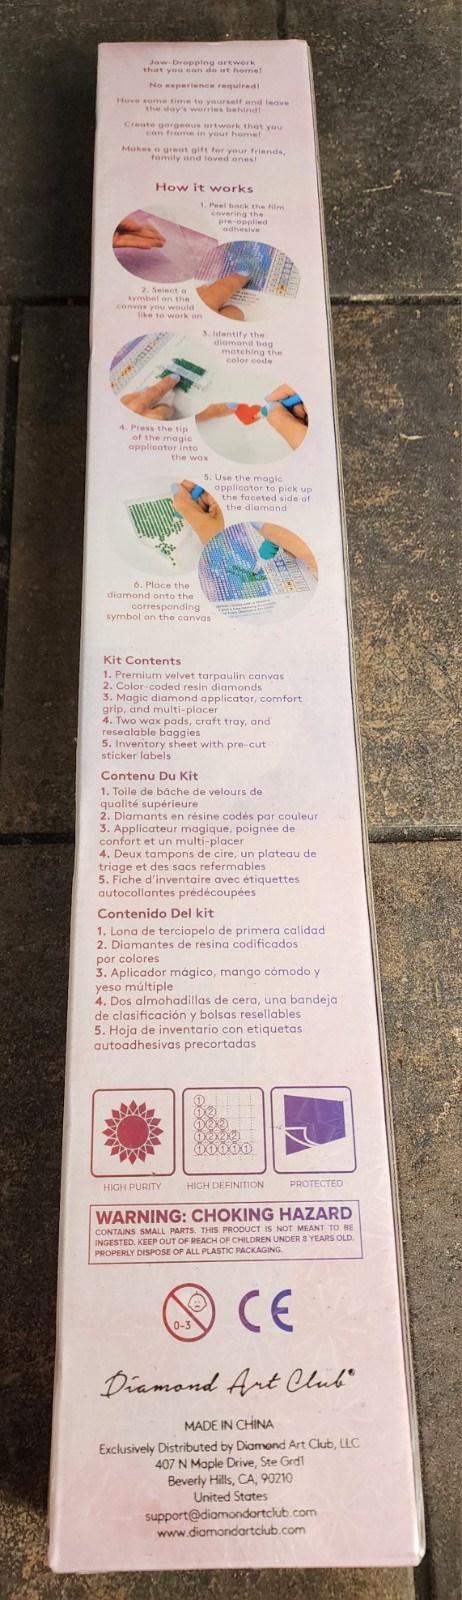 Jaw-Dropping artwork
that you can do at home!
No experience required!
Have some time to yourself and leave
the day's worries behind!
Create gorgeous artwork that you
can frame in your home!
Makes a great gift for your friends,
family and loved ones!
How it works
1. Peel back the film
covering the
pre-applied
adhesive
2. Select a
symbol on the
canvas you would
like to work on
3. Identify the
diamond bag
matching the
color code
4. Press the tip
of the magic
applicator into
the wax
5. Use the magic
applicator to pick up
the faceted side of
the diamond
6. Place the
diamond onto the
corresponding
symbol on the canvas
Kit Contents
1. Premium velvet tarpaulin canvas
2. Color-coded resin diamonds
3. Magic diamond applicator, comfort
grip, and multi-placer
4. Two wax pads, craft tray, and
resealable baggies
5. Inventory sheet with pre-cut
sticker labels
Contenu Du Kit
1. Toile de bâche de velours de
qualité supérieure
2. Diamants en résine codés par couleur
3. Applicateur magique, poignée de
confort et un multi-placer
4. Deux tampons de cire, un plateau de
triage et des sacs refermables
5. Fiche d'inventaire avec étiquettes
autocollantes prédécoupées
Contenido Del kit
1. Lona de terciopelo de primera calidad
2. Diamantes de resina codificados
por colores
3. Aplicador mágico, mango cómodo y
yeso múltiple
4. Dos almohadillas de cera, una bandeja
de clasificación y bolsas resellables
5. Hoja de inventario con etiquetas
autoadhesivas precortadas
1
1 2
1 2 2
1 2 2 2
1 1 1 1 1
HIGH PURITY
HIGH DEFINITION
PROTECTED
WARNING: CHOKING HAZARD
CONTAINS SMALL PARTS. THIS PRODUCT IS NOT MEANT TO BE
INGESTED. KEEP OUT OF REACH OF CHILDREN UNDER 8 YEARS OLD.
PROPERLY DISPOSE OF ALL PLASTIC PACKAGING.
0-3
CE
Diamond Art Club®
MADE IN CHINA
Exclusively Distributed by Diamond Art Club, LLC
407 N Maple Drive, Ste Grd1
Beverly Hills, CA, 90210
United States
support@diamondartclub.com
www.diamondartclub.com